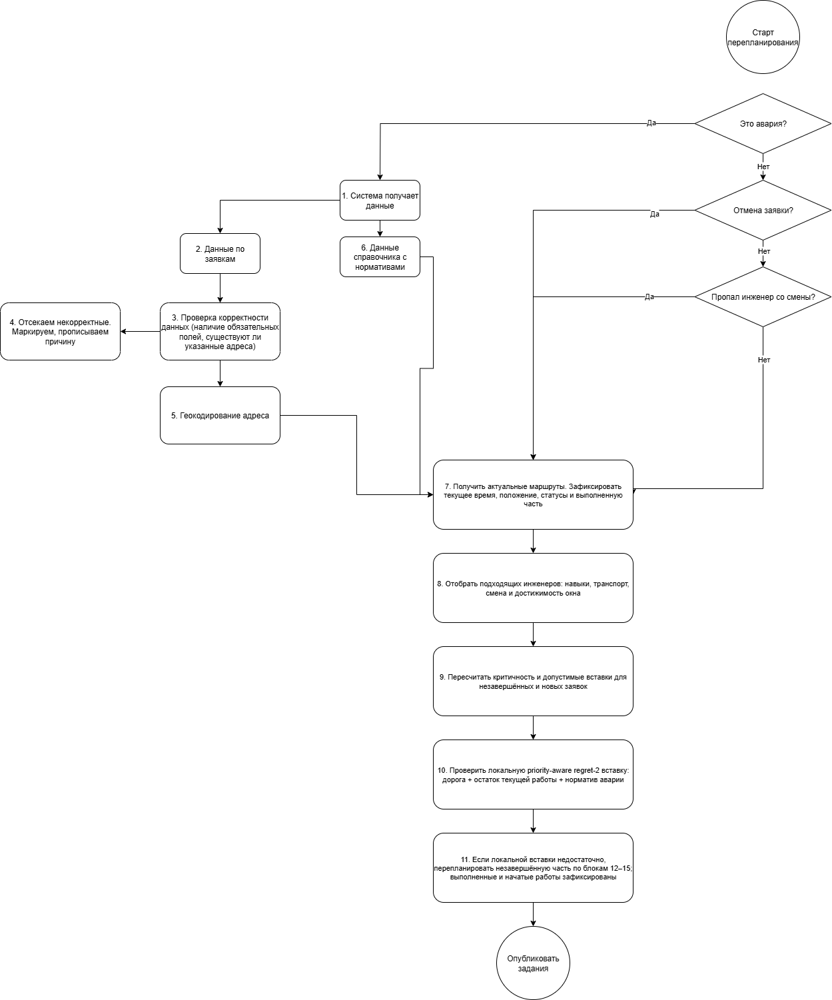 Старт
перепланирования
Это авария?
Да
Нет
1. Система получает
данные
Отмена заявки?
Да
Нет
2. Данные по
заявкам
6. Данные
справочника с
нормативами
Пропал инженер со смены?
Да
Нет
3. Проверка корректности
данных (наличие обязательных
полей, существуют ли
указанные адреса)
4. Отсекаем некорректные.
Маркируем, прописываем
причину
5. Геокодирование адреса
7. Получить актуальные маршруты. Зафиксировать
текущее время, положение, статусы и выполненную
часть
8. Отобрать подходящих инженеров: навыки, транспорт,
смена и достижимость окна
9. Пересчитать критичность и допустимые вставки для
незавершённых и новых заявок
10. Проверить локальную priority-aware regret-2 вставку:
дорога + остаток текущей работы + норматив аварии
11. Если локальной вставки недостаточно,
перепланировать незавершённую часть по блокам 12–15;
выполненные и начатые работы зафиксированы
Опубликовать
задания